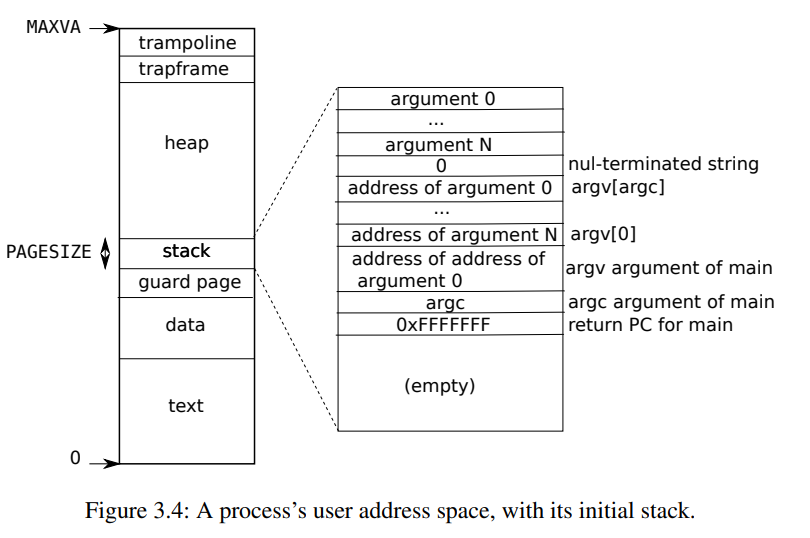 MAXVA
trampoline
trapframe
heap
PAGESIZE
stack
guard page
data
text
0
argument 0
...
argument N
0 nul-terminated string
address of argument 0 argv[argc]
...
address of argument N argv[0]
address of address of
argument 0
argv argument of main
argc argc argument of main
0xFFFFFFF return PC for main
(empty)
Figure 3.4: A process's user address space, with its initial stack.